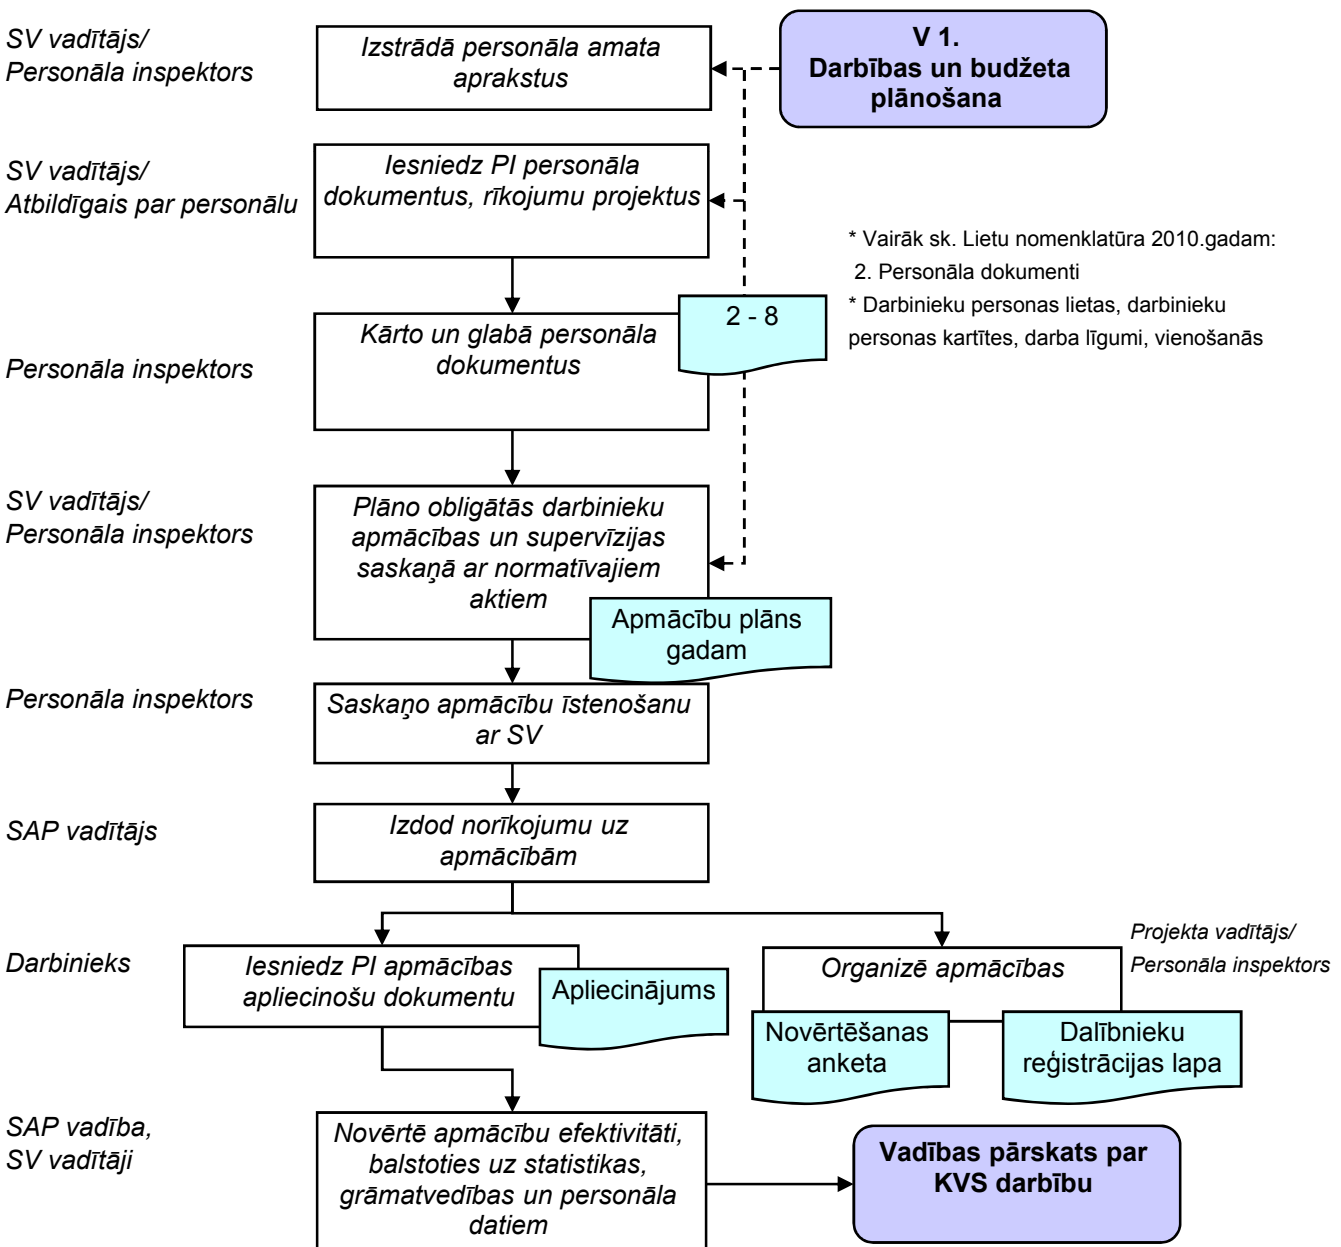 SV vadītājs/
Personāla inspektors
Izstrādā personāla amata
aprakstus
V 1.
Darbības un budžeta
plānošana
SV vadītājs/
Atbildīgais par personālu
Iesniedz PI personāla
dokumentus, rīkojumu projektus
* Vairāk sk. Lietu nomenklatūra 2010.gadam:
2. Personāla dokumenti
* Darbinieku personas lietas, darbinieku
personas kartītes, darba līgumi, vienošanās
Personāla inspektors
Kārto un glabā personāla
dokumentus
2 - 8
SV vadītājs/
Personāla inspektors
Plāno obligātās darbinieku
apmācības un supervīzijas
saskaņā ar normatīvajiem
aktiem
Apmācību plāns
gadam
Personāla inspektors
Saskaņo apmācību īstenošanu
ar SV
SAP vadītājs
Izdod norīkojumu uz
apmācībām
Darbinieks
Iesniedz PI apmācības
apliecinošu dokumentu
Apliecinājums
Organizē apmācības
Projekta vadītājs/
Personāla inspektors
Novērtēšanas
anketa
Dalībnieku
reģistrācijas lapa
SAP vadība,
SV vadītāji
Novērtē apmācību efektivitāti,
balstoties uz statistikas,
grāmatvedības un personāla
datiem
Vadības pārskats par
KVS darbību